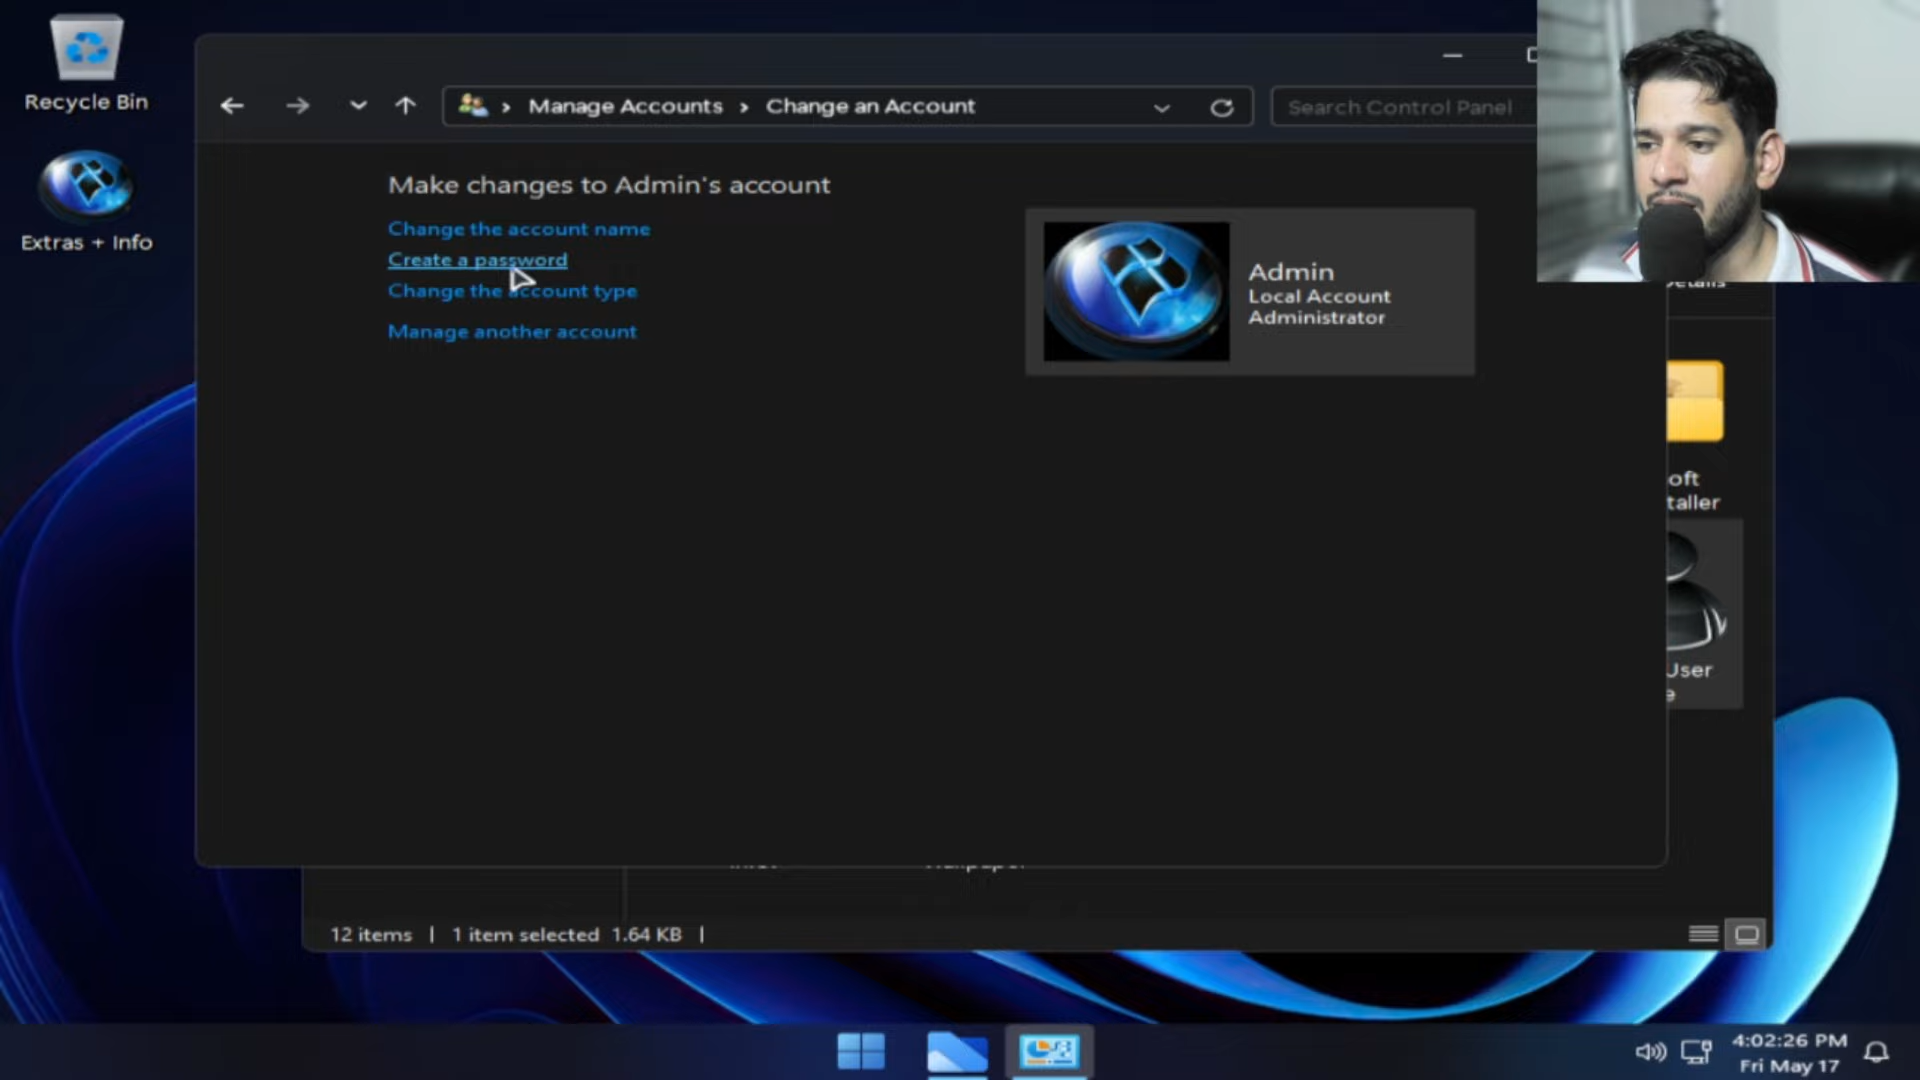 Recycle Bin
Extras + Info
Manage Accounts
Change an Account
Search Control Panel
Make changes to Admin's account
Change the account name
Create a password
Change the account type
Manage another account
Admin
Local Account
Administrator
Details
oft
taller
User
e
12 items | 1 item selected 1.64 KB |
4:02:26 PM
Fri May 17